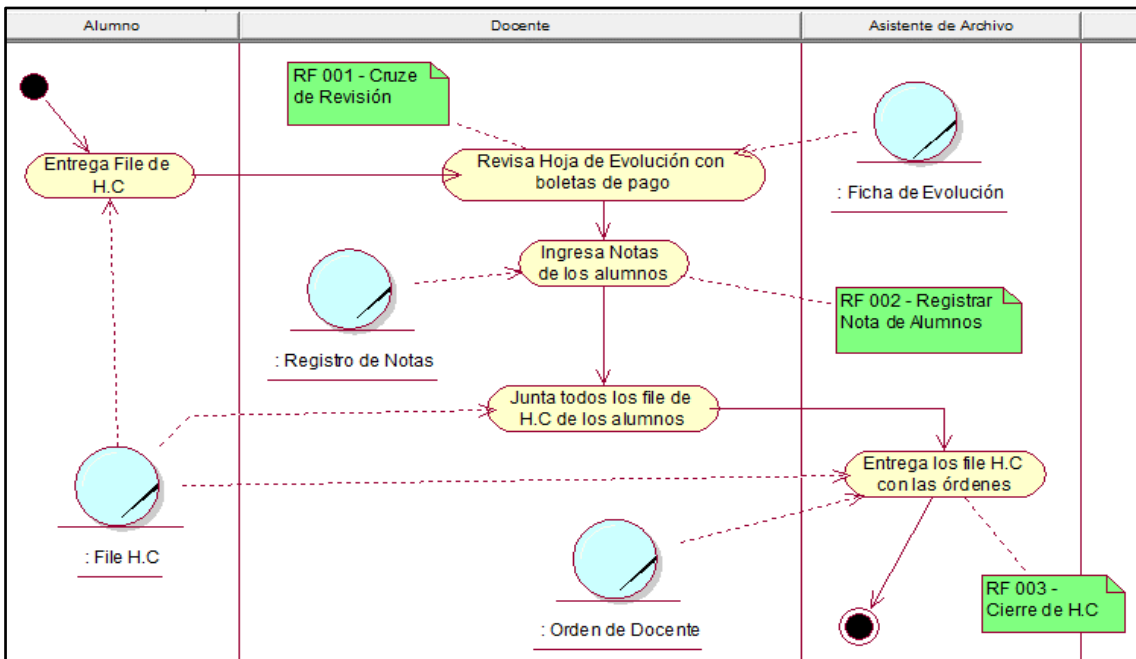 Alumno
Docente
Asistente de Archivo
RF 001 - Cruze
de Revisión
Entrega File de
H.C
Revisa Hoja de Evolución con
boletas de pago
: Ficha de Evolución
Ingresa Notas
de los alumnos
RF 002 - Registrar
Nota de Alumnos
: Registro de Notas
Junta todos los file de
H.C de los alumnos
Entrega los file H.C
con las órdenes
: File H.C
RF 003 -
Cierre de H.C
: Orden de Docente